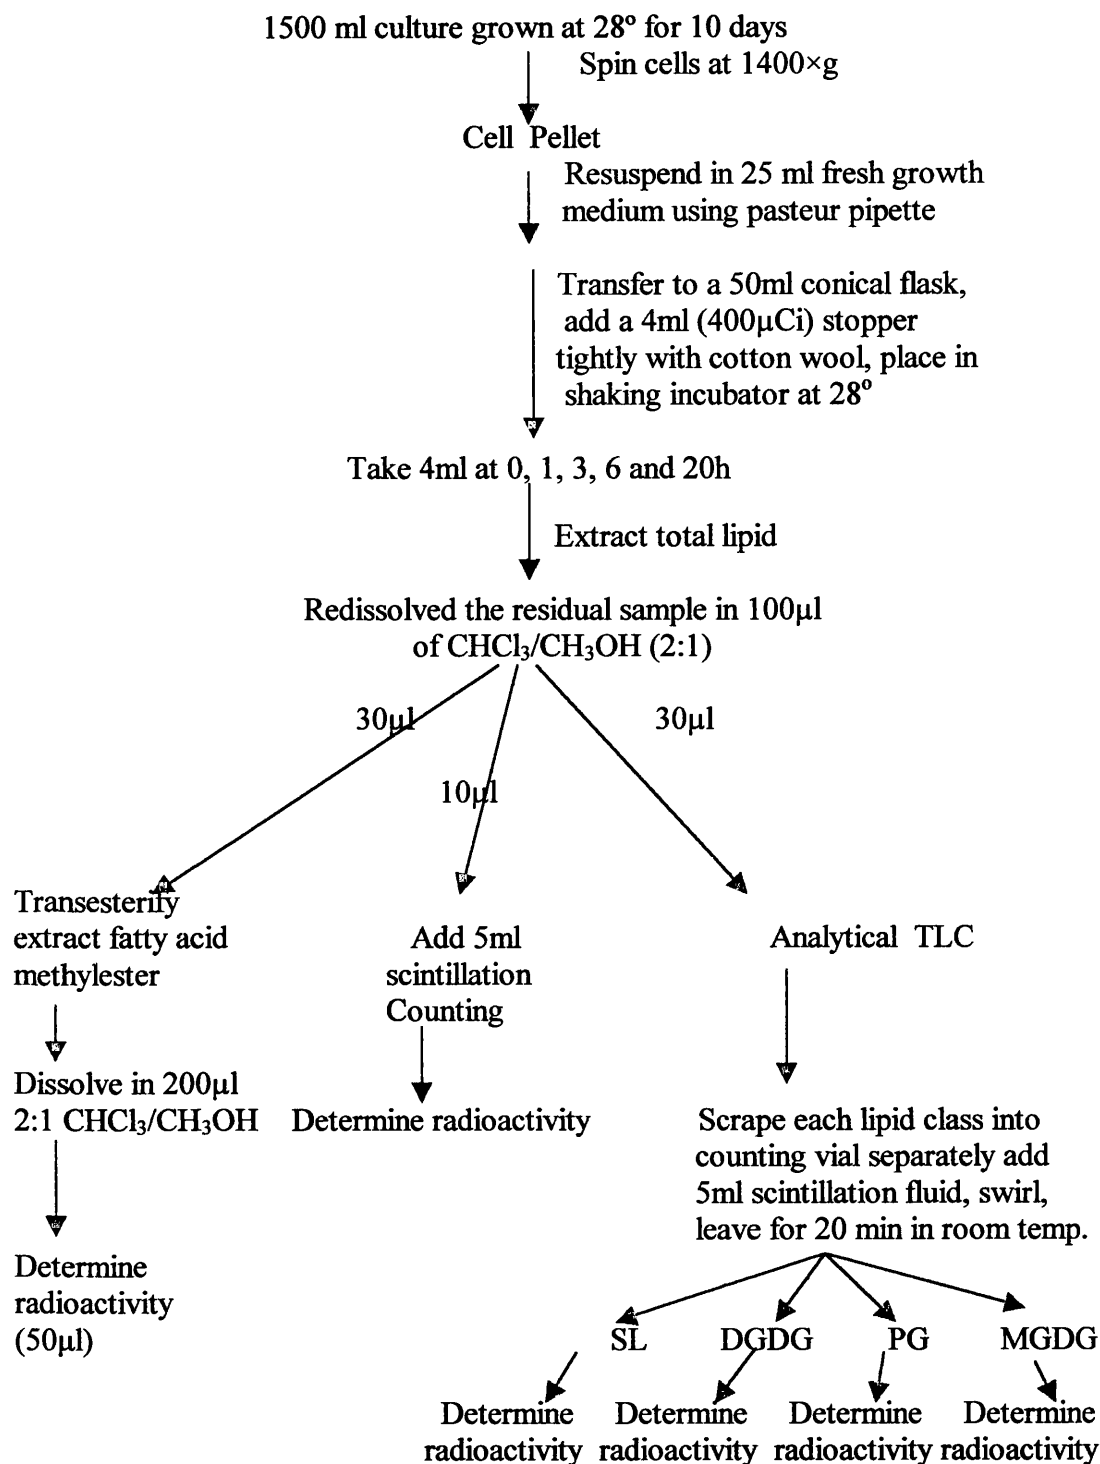 1500 ml culture grown at 28º for 10 days
Spin cells at 1400×g
Cell Pellet
Resuspend in 25 ml fresh growth
medium using pasteur pipette
Transfer to a 50ml conical flask,
add a 4ml (400µCi) stopper
tightly with cotton wool, place in
shaking incubator at 28º
Take 4ml at 0, 1, 3, 6 and 20h
Extract total lipid
Redissolved the residual sample in 100µl
of CHCl₃/CH₃OH (2:1)
30µl
30µl
10µl
Transesterify
extract fatty acid
methylester
Add 5ml
scintillation
Counting
Analytical TLC
Dissolve in 200µl
2:1 CHCl₃/CH₃OH
Determine radioactivity
Scrape each lipid class into
counting vial separately add
5ml scintillation fluid, swirl,
leave for 20 min in room temp.
Determine
radioactivity
(50µl)
SL DGDG PG MGDG
Determine Determine Determine Determine
radioactivity radioactivity radioactivity radioactivity